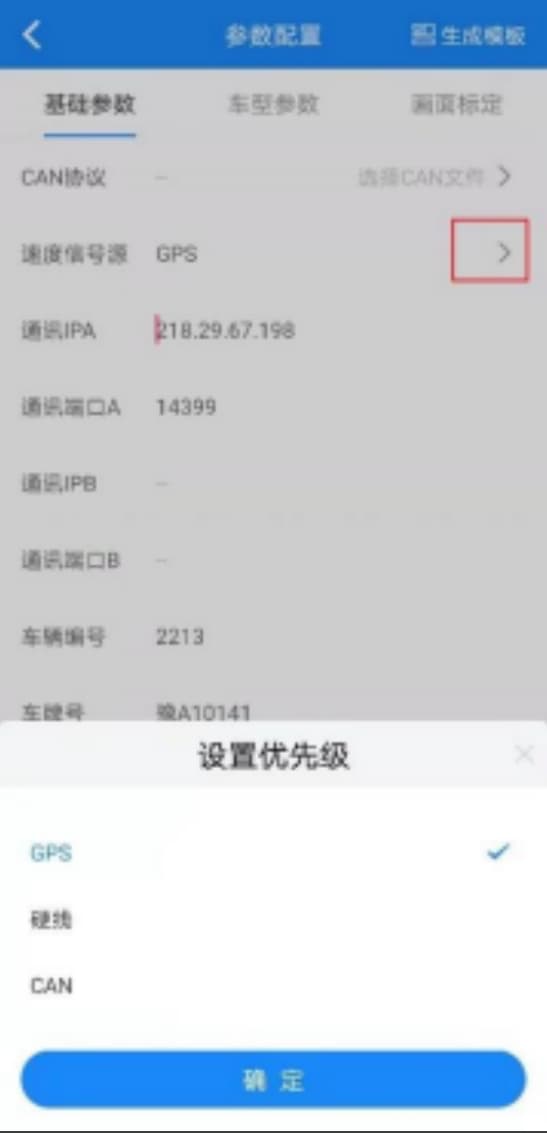 参数配置 生成模板
基础参数 车型参数 画面标定
CAN协议 -- 选择CAN文件
速度信号源 GPS
通讯IPA 218.29.67.198
通讯端口A 14399
通讯IPB --
通讯端口B --
车辆编号 2213
车牌号 豫A10141
设置优先级
GPS
硬线
CAN
确定